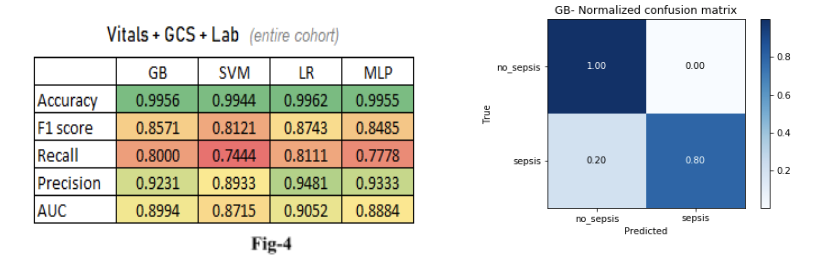 Vitals + GCS + Lab (entire cohort)
GB SVM LR MLP
Accuracy 0.9956 0.9944 0.9962 0.9955
F1 score 0.8571 0.8121 0.8743 0.8485
Recall 0.8000 0.7444 0.8111 0.7778
Precision 0.9231 0.8933 0.9481 0.9333
AUC 0.8994 0.8715 0.9052 0.8884
Fig-4
GB- Normalized confusion matrix
True
no_sepsis 1.00 0.00
sepsis 0.20 0.80
no_sepsis sepsis
Predicted
0.8
0.6
0.4
0.2